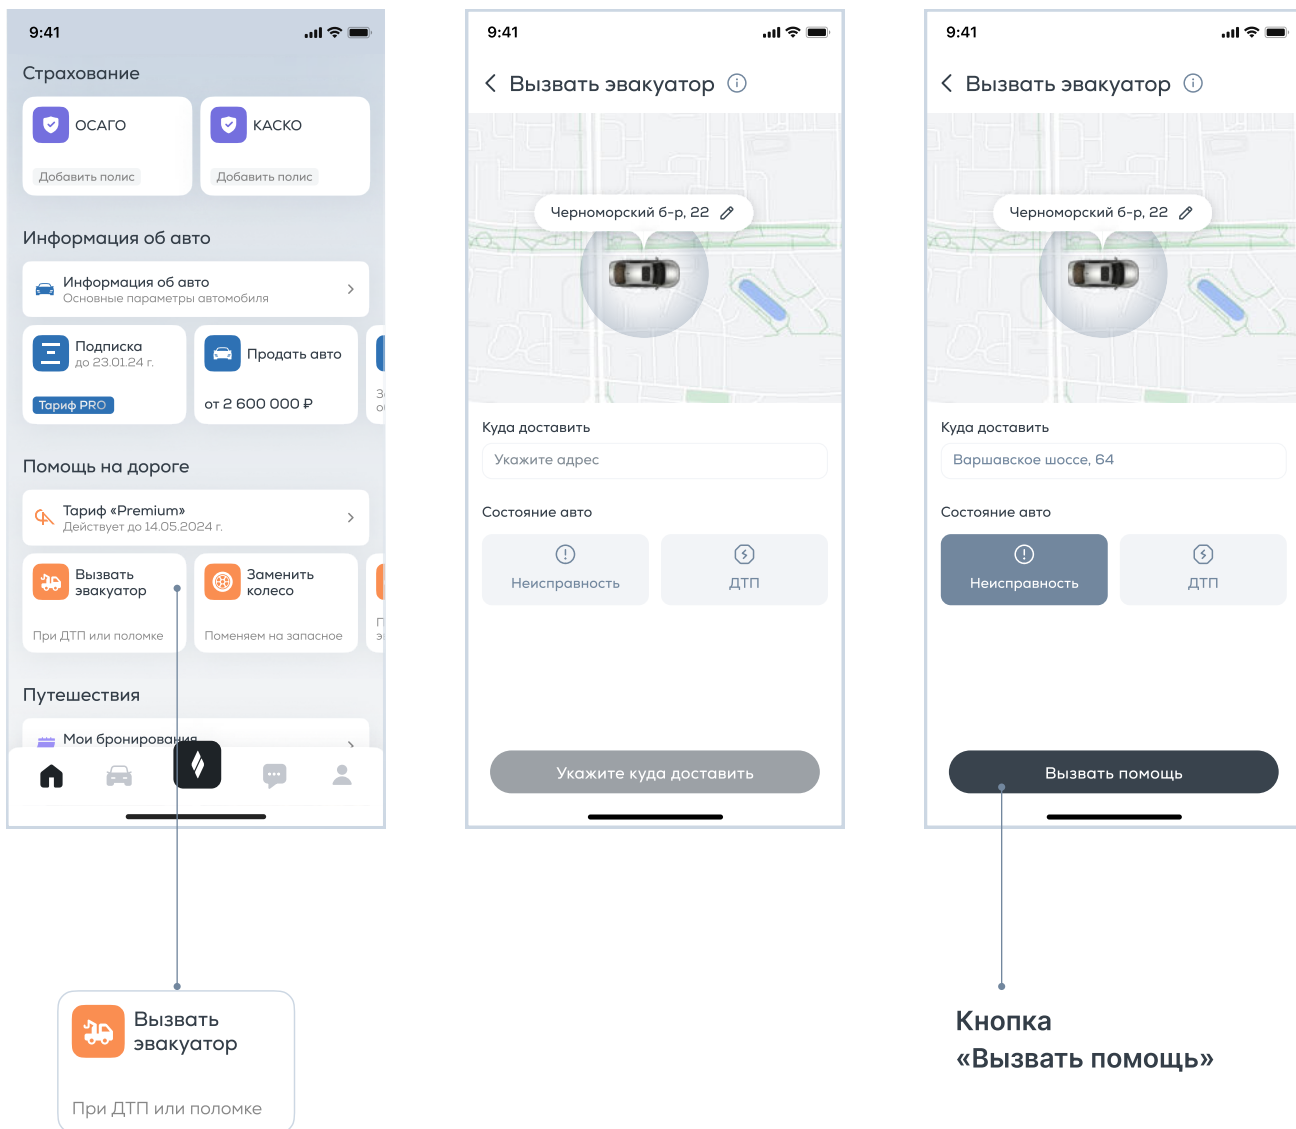 9:41
Страхование
ОСАГО
КАСКО
Добавить полис
Добавить полис
Информация об авто
Информация об авто
Основные параметры автомобиля
Подписка
до 23.01.24 г.
Тариф PRO
Продать авто
от 2 600 000 ₽
Помощь на дороге
Тариф «Premium»
Действует до 14.05.2024 г.
Вызвать
эвакуатор
При ДТП или поломке
Заменить
колесо
Поменяем на запасное
Путешествия
Мои бронирования
Вызвать
эвакуатор
При ДТП или поломке
9:41
Вызвать эвакуатор
Черноморский б-р, 22
Куда доставить
Укажите адрес
Состояние авто
Неисправность
ДТП
Укажите куда доставить
9:41
Вызвать эвакуатор
Черноморский б-р, 22
Куда доставить
Варшавское шоссе, 64
Состояние авто
Неисправность
ДТП
Вызвать помощь
Кнопка
«Вызвать помощь»